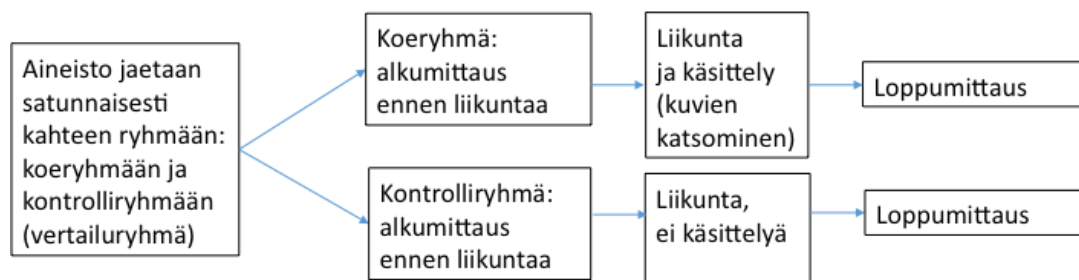 Aineisto jaetaan
satunnaisesti
kahteen ryhmään:
koeryhmään ja
kontrolliryhmään
(vertailuryhmä)
Koeryhmä:
alkumittaus
ennen liikuntaa
Liikunta
ja käsittely
(kuvien
katsominen)
Loppumittaus
Kontrolliryhmä:
alkumittaus
ennen liikuntaa
Liikunta,
ei käsittelyä
Loppumittaus